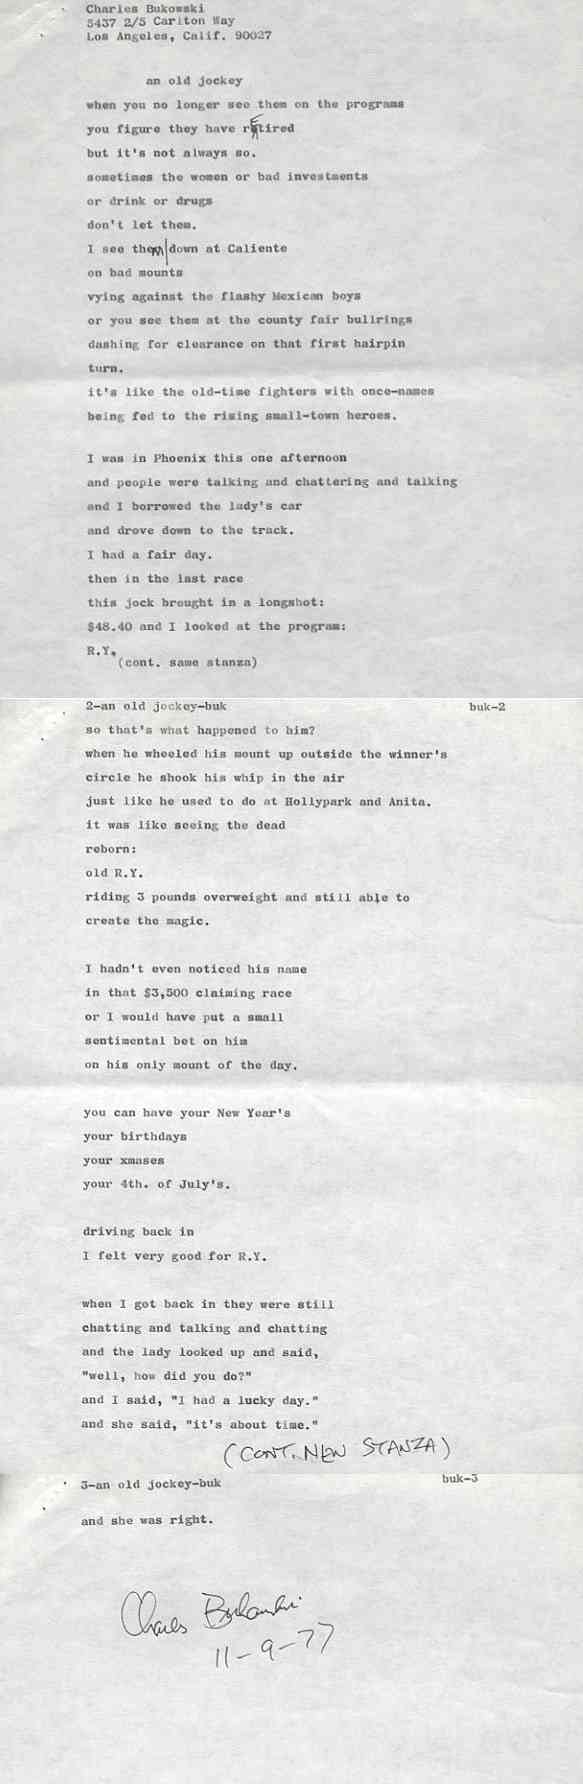 Charles Bukowski
5437 2/5 Carlton Way
Los Angeles, Calif. 90027
an old jockey
when you no longer see them on the programs
you figure they have rEtired
but it's not always so.
sometimes the women or bad investments
or drink or drugs
don't let them.
I see them|down at Caliente
on bad mounts
vying against the flashy Mexican boys
or you see them at the county fair bullrings
dashing for clearance on that first hairpin
turn.
it's like the old-time fighters with once-names
being fed to the rising small-town heroes.
I was in Phoenix this one afternoon
and people were talking and chattering and talking
and I borrowed the lady's car
and drove down to the track.
I had a fair day.
then in the last race
this jock brought in a longshot:
$48.40 and I looked at the program:
R.Y.
(cont. same stanza)
2-an old jockey-buk buk-2
so that's what happened to him?
when he wheeled his mount up outside the winner's
circle he shook his whip in the air
just like he used to do at Hollypark and Anita.
it was like seeing the dead
reborn:
old R.Y.
riding 3 pounds overweight and still able to
create the magic.
I hadn't even noticed his name
in that $3,500 claiming race
or I would have put a small
sentimental bet on him
on his only mount of the day.
you can have your New Year's
your birthdays
your xmases
your 4th. of July's.
driving back in
I felt very good for R.Y.
when I got back in they were still
chatting and talking and chatting
and the lady looked up and said,
"well, how did you do?"
and I said, "I had a lucky day."
and she said, "it's about time."
(CONT. NEW STANZA)
3-an old jockey-buk buk-3
and she was right.
Charles Bukowski
11-9-77